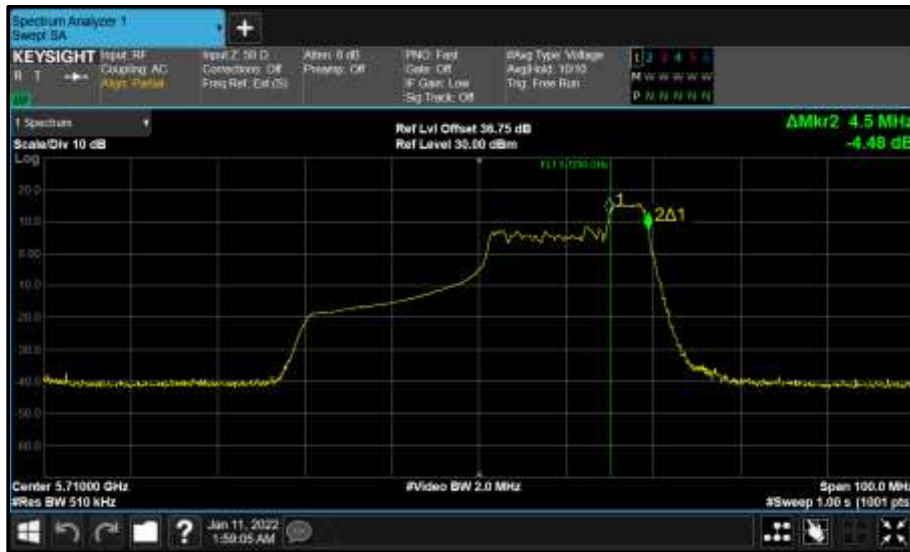 Spectrum Analyzer 1
Swept SA
+
KEYSIGHT Input: RF
Coupling: AC
Align: Partial
R T
Input Z: 50 Ω
Corrections: Off
Freq Ref: Ext (S)
Atten: 6 dB
Preamp: Off
PNO: Fast
Gate: Off
IF Gain: Low
Sig Track: Off
#Avg Type: Voltage
Avg|Hold: 10/10
Trig: Free Run
1 2 3 4 5 6
M W W W W W
P N N N N N
1 Spectrum
Scale/Div 10 dB
Ref Lvl Offset 36.75 dB
Ref Level 30.00 dBm
ΔMkr2 4.5 MHz
-4.48 dB
Log
20.0
10.0
0.00
-10.0
-20.0
-30.0
-40.0
-50.0
-60.0
1
2Δ1
Center 5.71000 GHz
#Res BW 510 kHz
#Video BW 2.0 MHz
Span 100.0 MHz
#Sweep 1.00 s (1001 pts
?
Jan 11, 2022
1:59:05 AM